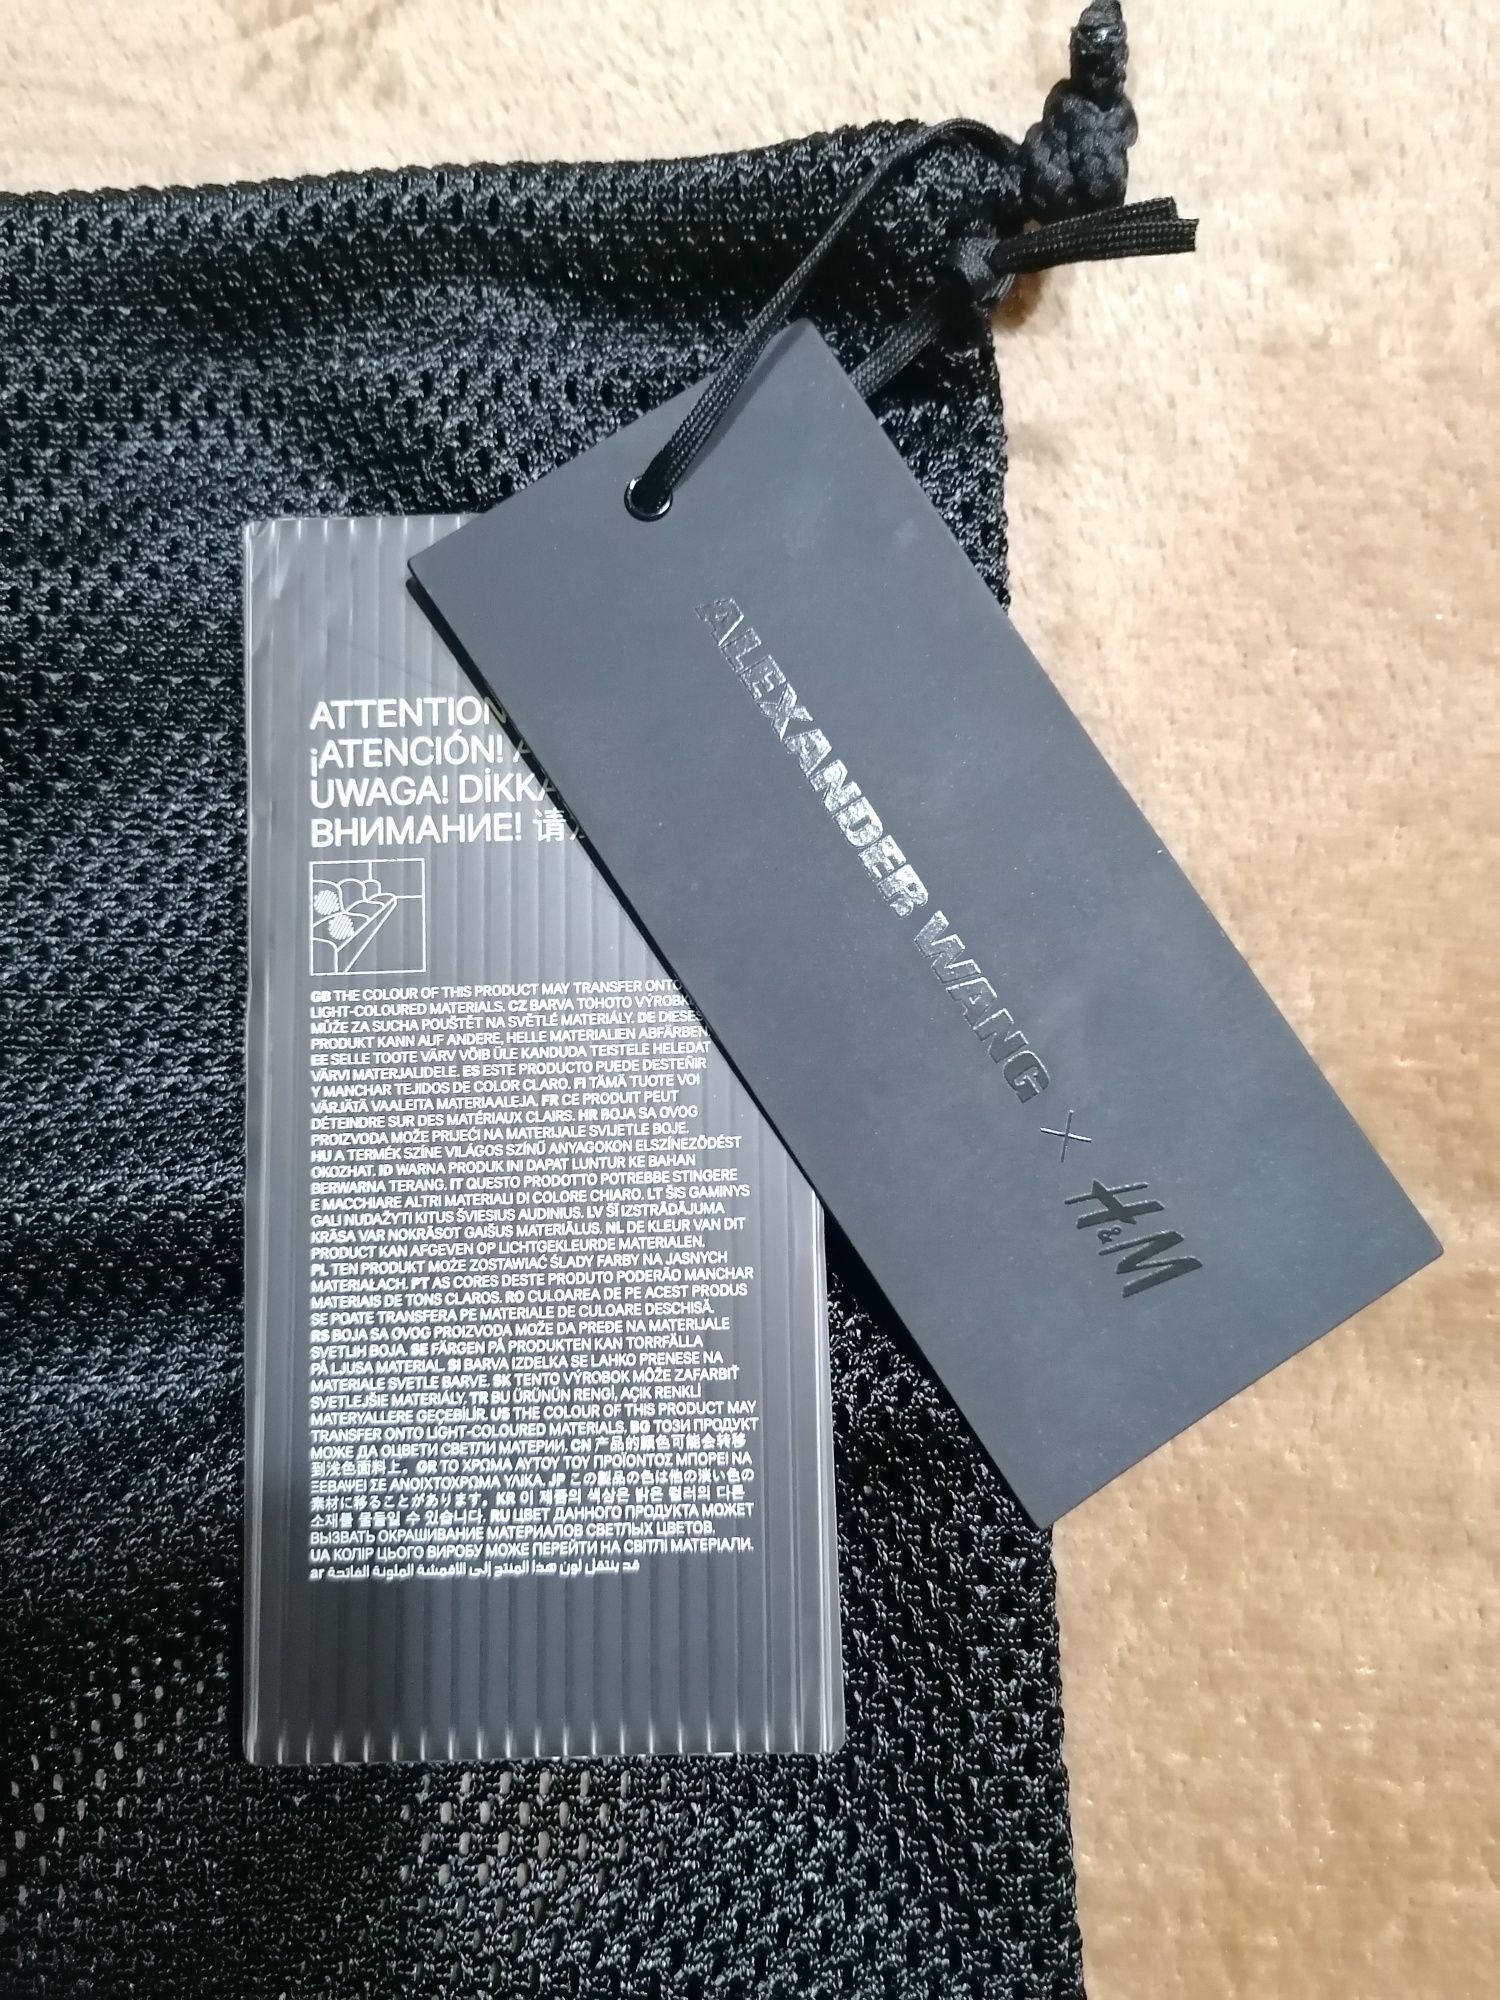 ATTENTION
¡ATENCIÓN!
UWAGA! DİKKA
ВНИМАНИЕ! 请
GB THE COLOUR OF THIS PRODUCT MAY TRANSFER ONTO
LIGHT-COLOURED MATERIALS. CZ BARVA TOHOTO VÝROBK
MŮŽE ZA SUCHA POUŠTĚT NA SVĚTLÉ MATERIÁLY. DE DIESES
PRODUKT KANN AUF ANDERE, HELLE MATERIALIEN ABFÄRBEN.
EE SELLE TOOTE VÄRV VÕIB ÜLE KANDUDA TEISTELE HELEDAT
VÄRVI MATERJALIDELE. ES ESTE PRODUCTO PUEDE DESTEÑIR
Y MANCHAR TEJIDOS DE COLOR CLARO. FI TÄMÄ TUOTE VOI
VÄRJÄTÄ VAALEITA MATERIAALEJA. FR CE PRODUIT PEUT
DÉTEINDRE SUR DES MATÉRIAUX CLAIRS. HR BOJA SA OVOG
PROIZVODA MOŽE PRIJEĆI NA MATERIJALE SVIJETLE BOJE.
HU A TERMÉK SZÍNE VILÁGOS SZÍNŰ ANYAGOKON ELSZÍNEZŐDÉST
OKOZHAT. ID WARNA PRODUK INI DAPAT LUNTUR KE BAHAN
BERWARNA TERANG. IT QUESTO PRODOTTO POTREBBE STINGERE
E MACCHIARE ALTRI MATERIALI DI COLORE CHIARO. LT ŠIS GAMINYS
GALI NUDAŽYTI KITUS ŠVIESIUS AUDINIUS. LV ŠĪ IZSTRĀDĀJUMA
KRĀSA VAR NOKRĀSOT GAIŠUS MATERIĀLUS. NL DE KLEUR VAN DIT
PRODUCT KAN AFGEVEN OP LICHTGEKLEURDE MATERIALEN.
PL TEN PRODUKT MOŻE ZOSTAWIAĆ ŚLADY FARBY NA JASNYCH
MATERIAŁACH. PT AS CORES DESTE PRODUTO PODERÃO MANCHAR
MATERIAIS DE TONS CLAROS. RO CULOAREA DE PE ACEST PRODUS
SE POATE TRANSFERA PE MATERIALE DE CULOARE DESCHISĂ.
RS BOJA SA OVOG PROIZVODA MOŽE DA PREĐE NA MATERIJALE
SVETLIH BOJA. SE FÄRGEN PÅ PRODUKTEN KAN TORRFÄLLA
PÅ LJUSA MATERIAL. SI BARVA IZDELKA SE LAHKO PRENESE NA
MATERIALE SVETLE BARVE. SK TENTO VÝROBOK MÔŽE ZAFARBIŤ
SVETLEJŠIE MATERIÁLY. TR BU ÜRÜNÜN RENGİ, AÇIK RENKLİ
MATERYALLERE GEÇEBİLİR. US THE COLOUR OF THIS PRODUCT MAY
TRANSFER ONTO LIGHT-COLOURED MATERIALS. BG ТОЗИ ПРОДУКТ
МОЖЕ ДА ОЦВЕТИ СВЕТЛИ МАТЕРИИ. CN 产品的颜色可能会转移
到浅色面料上。GR ΤΟ ΧΡΩΜΑ ΑΥΤΟΥ ΤΟΥ ΠΡΟΪΟΝΤΟΣ ΜΠΟΡΕΙ ΝΑ
ΞΕΒΑΨΕΙ ΣΕ ΑΝΟΙΧΤΟΧΡΩΜΑ ΥΛΙΚΑ. JP この製品の色は他の淡い色の
素材に移ることがあります。KR 이 제품의 색상은 밝은 컬러의 다른
소재를 물들일 수 있습니다. RU ЦВЕТ ДАННОГО ПРОДУКТА МОЖЕТ
ВЫЗВАТЬ ОКРАШИВАНИЕ МАТЕРИАЛОВ СВЕТЛЫХ ЦВЕТОВ.
UA КОЛІР ЦЬОГО ВИРОБУ МОЖЕ ПЕРЕЙТИ НА СВІТЛІ МАТЕРІАЛИ.
ar قد ينتقل لون هذا المنتج إلى الأقمشة الملونة الفاتحة
ALEXANDER WANG × H&M